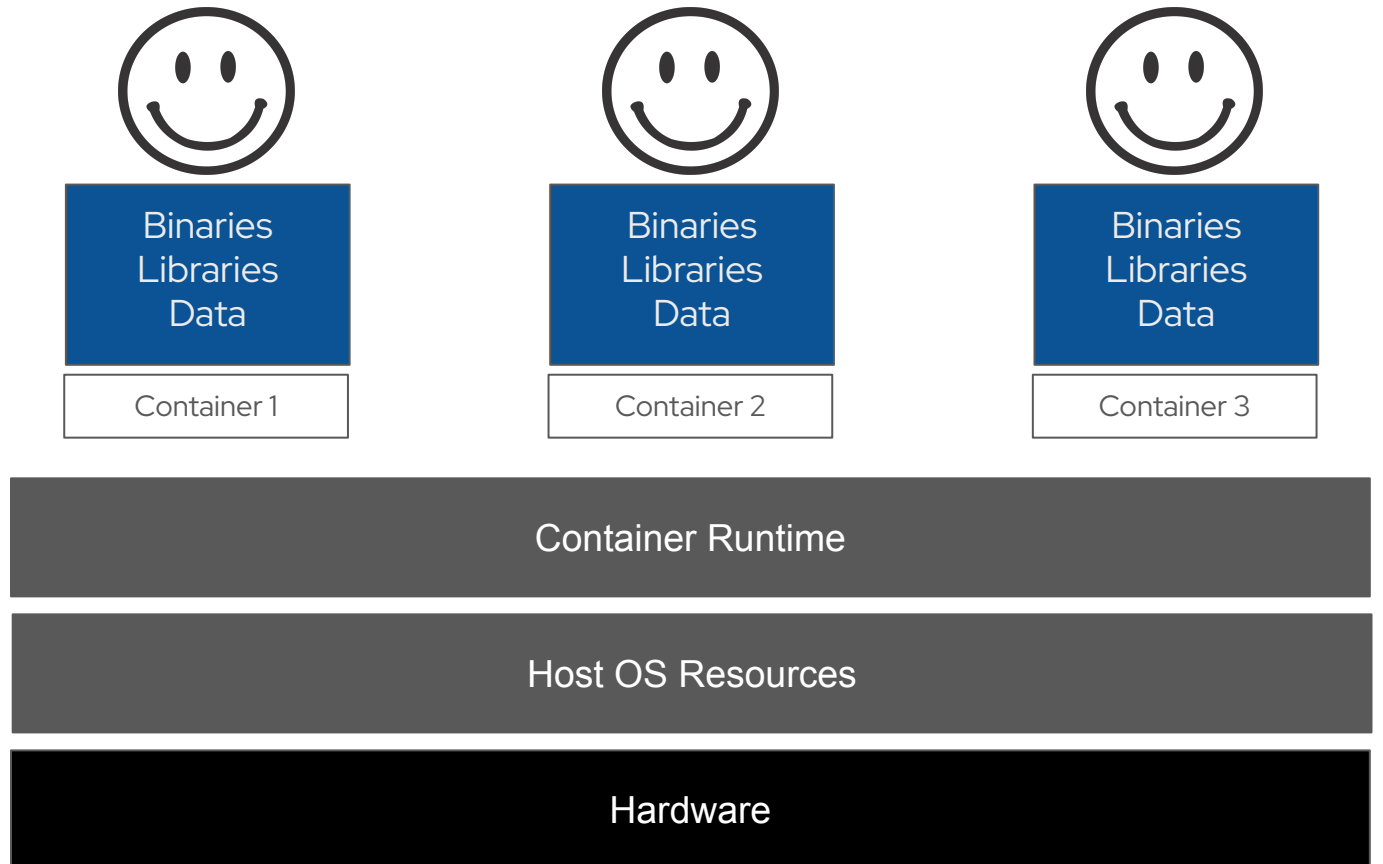 Binaries
Libraries
Data
Binaries
Libraries
Data
Binaries
Libraries
Data
Container 1
Container 2
Container 3
Container Runtime
Host OS Resources
Hardware